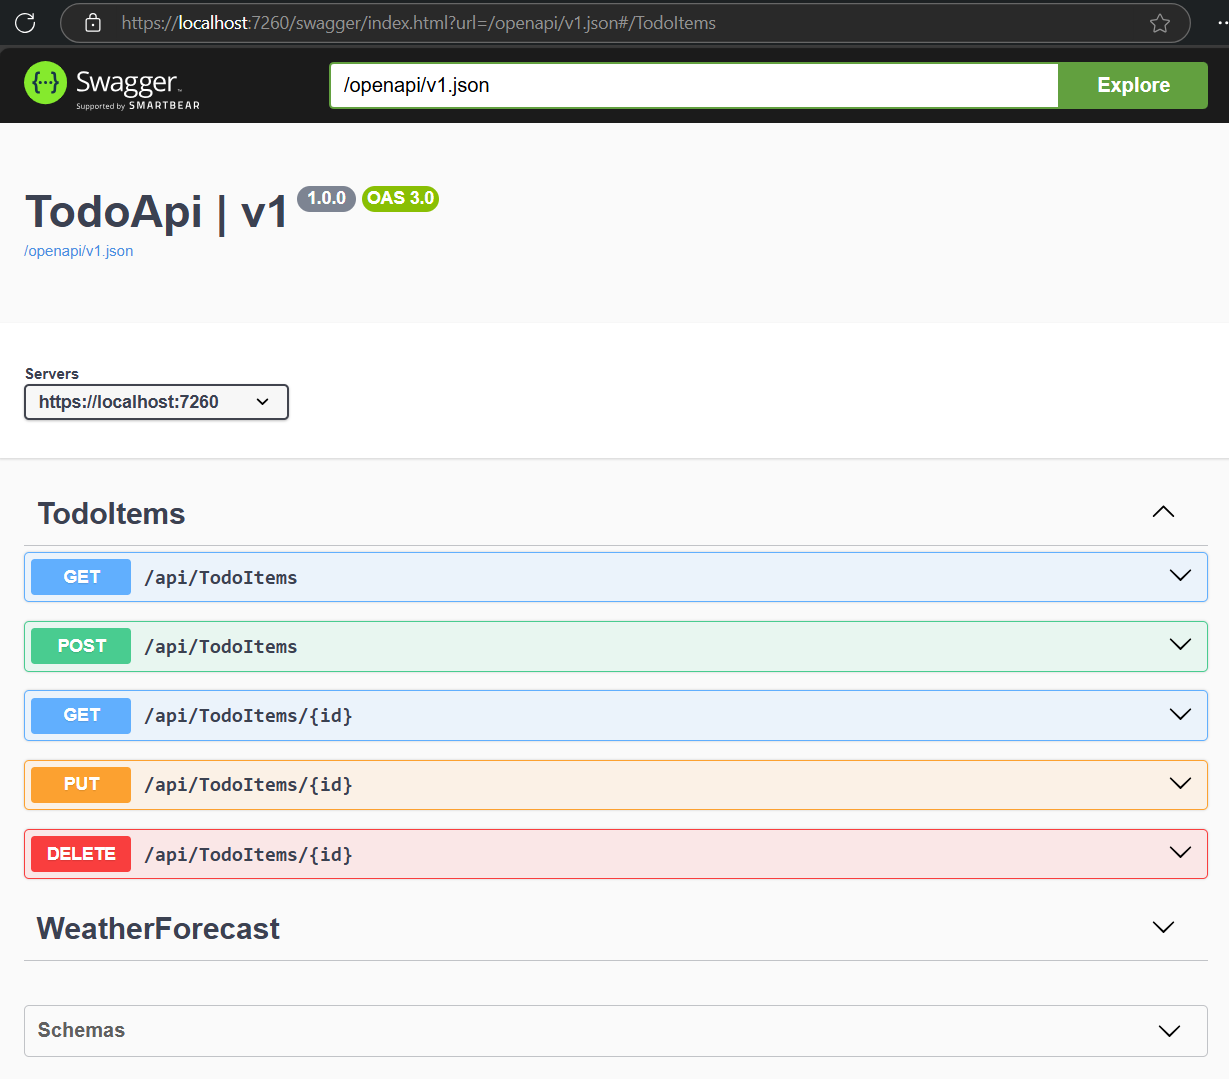 https://localhost:7260/swagger/index.html?url=/openapi/v1.json#/TodoItems
{...} Swagger™
Supported by SMARTBEAR
/openapi/v1.json
Explore
TodoApi | v1 1.0.0 OAS 3.0
/openapi/v1.json
Servers
https://localhost:7260
TodoItems
GET /api/TodoItems
POST /api/TodoItems
GET /api/TodoItems/{id}
PUT /api/TodoItems/{id}
DELETE /api/TodoItems/{id}
WeatherForecast
Schemas